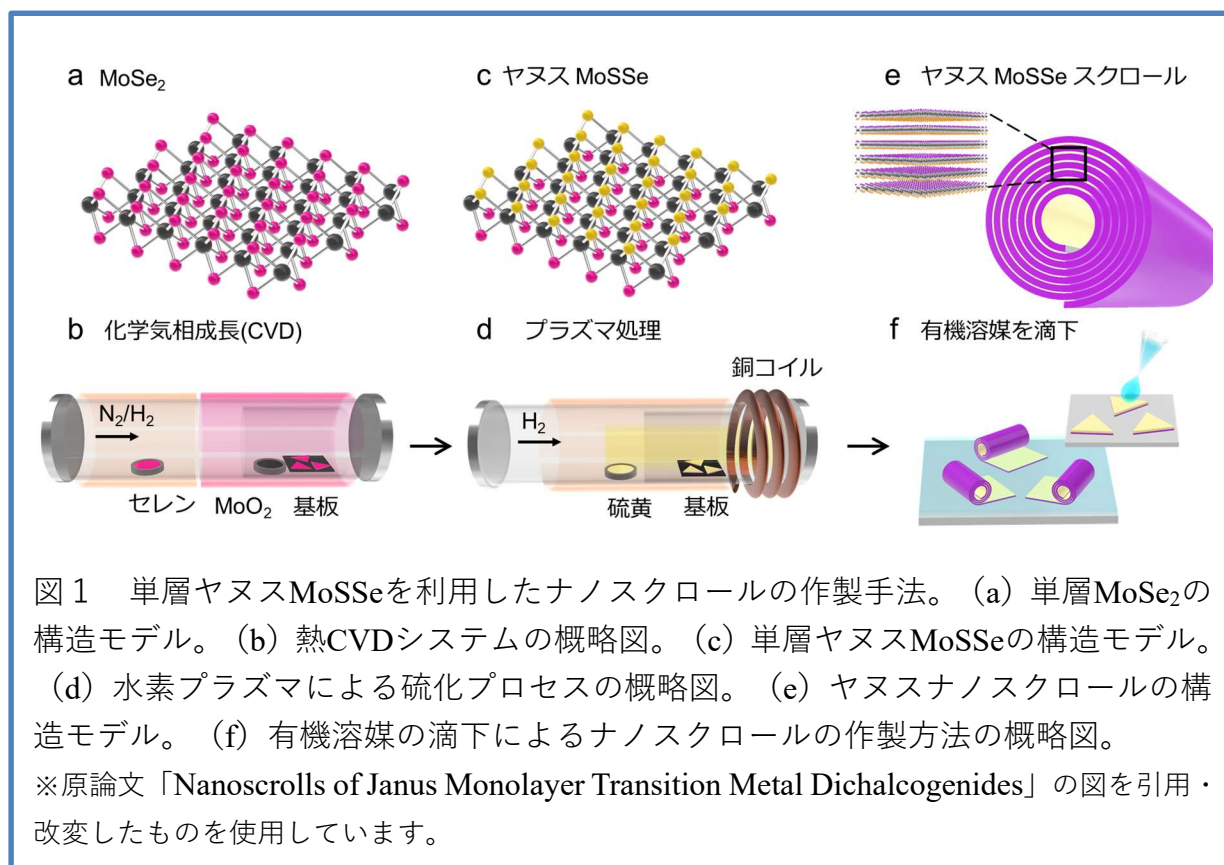 a MoSe₂
c ヤヌス MoSSe
e ヤヌス MoSSe スクロール
b 化学気相成長(CVD)
d プラズマ処理
f 有機溶媒を滴下
銅コイル
N₂/H₂
H₂
セレン MoO₂ 基板
硫黄 基板
図１ 単層ヤヌスMoSSeを利用したナノスクロールの作製手法。(a) 単層MoSe₂の
構造モデル。(b) 熱CVDシステムの概略図。(c) 単層ヤヌスMoSSeの構造モデル。
(d) 水素プラズマによる硫化プロセスの概略図。(e) ヤヌスナノスクロールの構
造モデル。(f) 有機溶媒の滴下によるナノスクロールの作製方法の概略図。
※原論文「Nanoscrolls of Janus Monolayer Transition Metal Dichalcogenides」の図を引用・
改変したものを使用しています。